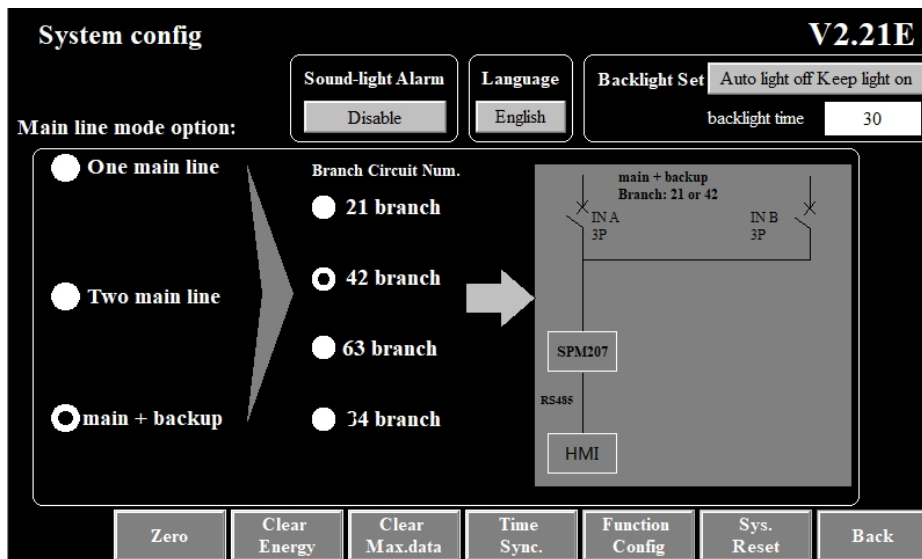 System config
V2.21E
Sound-light Alarm
Disable
Language
English
Backlight Set
Auto light off Keep light on
backlight time
30
Main line mode option:
One main line
Two main line
main + backup
Branch Circuit Num.
21 branch
42 branch
63 branch
34 branch
main + backup
Branch: 21 or 42
IN A
3P
IN B
3P
SPM207
RS485
HMI
Zero
Clear
Energy
Clear
Max.data
Time
Sync.
Function
Config
Sys.
Reset
Back